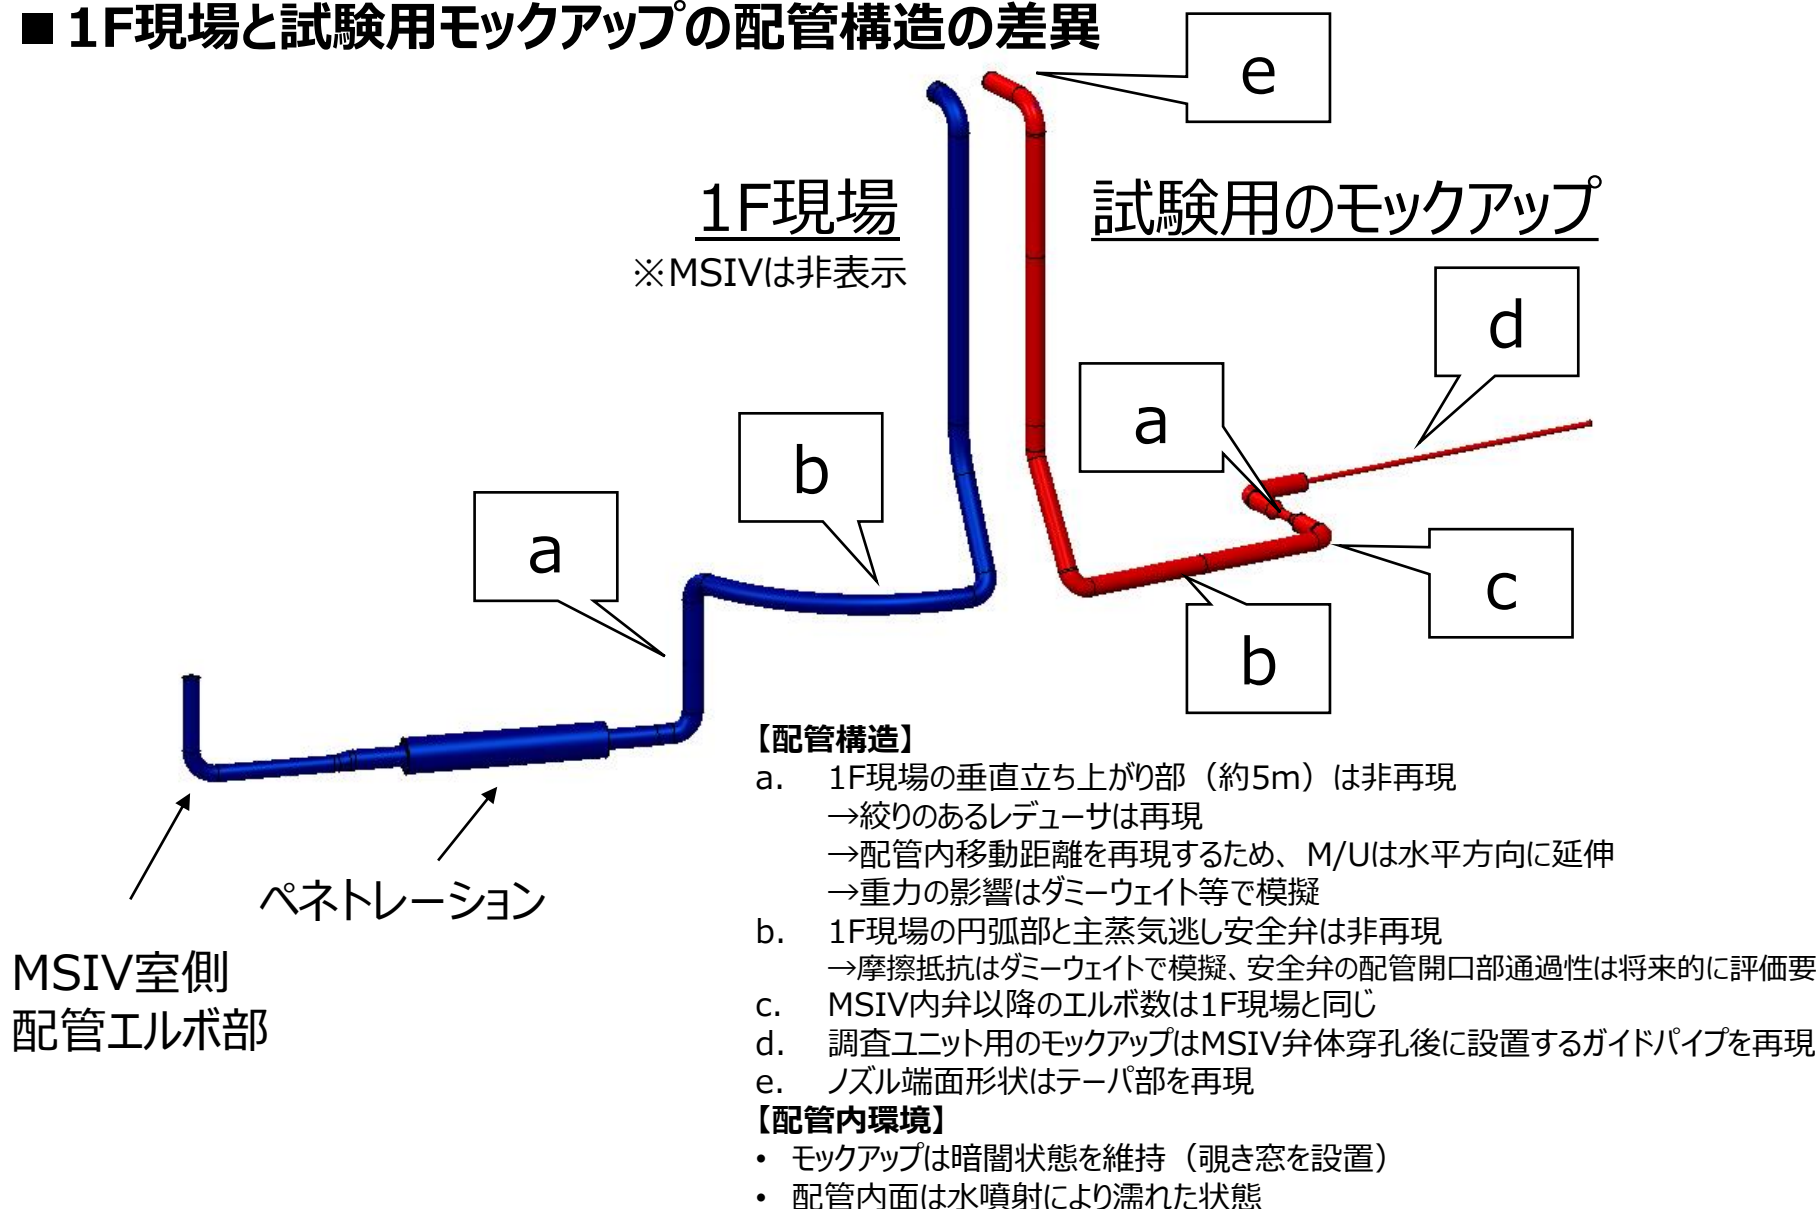 ■1F現場と試験用モックアップの配管構造の差異
e
1F現場
※MSIVは非表示
試験用のモックアップ
d
a
b
a
c
b
MSIV室側
配管エルボ部
ペネトレーション
【配管構造】
a. 1F現場の垂直立ち上がり部（約5m）は非再現
→絞りのあるレデューサは再現
→配管内移動距離を再現するため、M/Uは水平方向に延伸
→重力の影響はダミーウェイト等で模擬
b. 1F現場の円弧部と主蒸気逃し安全弁は非再現
→摩擦抵抗はダミーウェイトで模擬、安全弁の配管開口部通過性は将来的に評価要
c. MSIV内弁以降のエルボ数は1F現場と同じ
d. 調査ユニット用のモックアップはMSIV弁体穿孔後に設置するガイドパイプを再現
e. ノズル端面形状はテーパ部を再現
【配管内環境】
• モックアップは暗闇状態を維持（覗き窓を設置）
• 配管内面は水噴射により濡れた状態